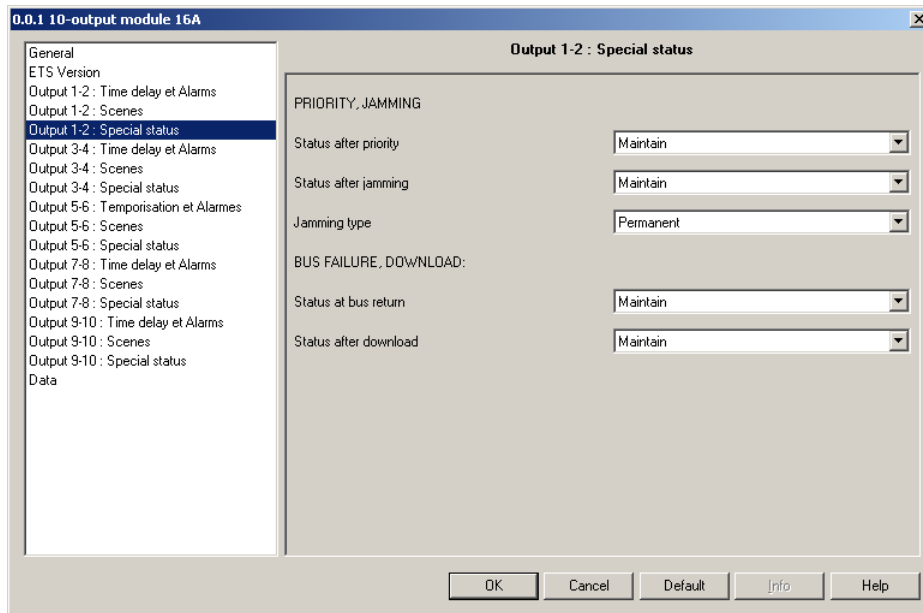 0.0.1 10-output module 16A
General
ETS Version
Output 1-2 : Time delay et Alarms
Output 1-2 : Scenes
Output 1-2 : Special status
Output 3-4 : Time delay et Alarms
Output 3-4 : Scenes
Output 3-4 : Special status
Output 5-6 : Temporisation et Alarmes
Output 5-6 : Scenes
Output 5-6 : Special status
Output 7-8 : Time delay et Alarms
Output 7-8 : Scenes
Output 7-8 : Special status
Output 9-10 : Time delay et Alarms
Output 9-10 : Scenes
Output 9-10 : Special status
Data
Output 1-2 : Special status
PRIORITY, JAMMING
Status after priority Maintain
Status after jamming Maintain
Jamming type Permanent
BUS FAILURE, DOWNLOAD:
Status at bus return Maintain
Status after download Maintain
OK Cancel Default Info Help